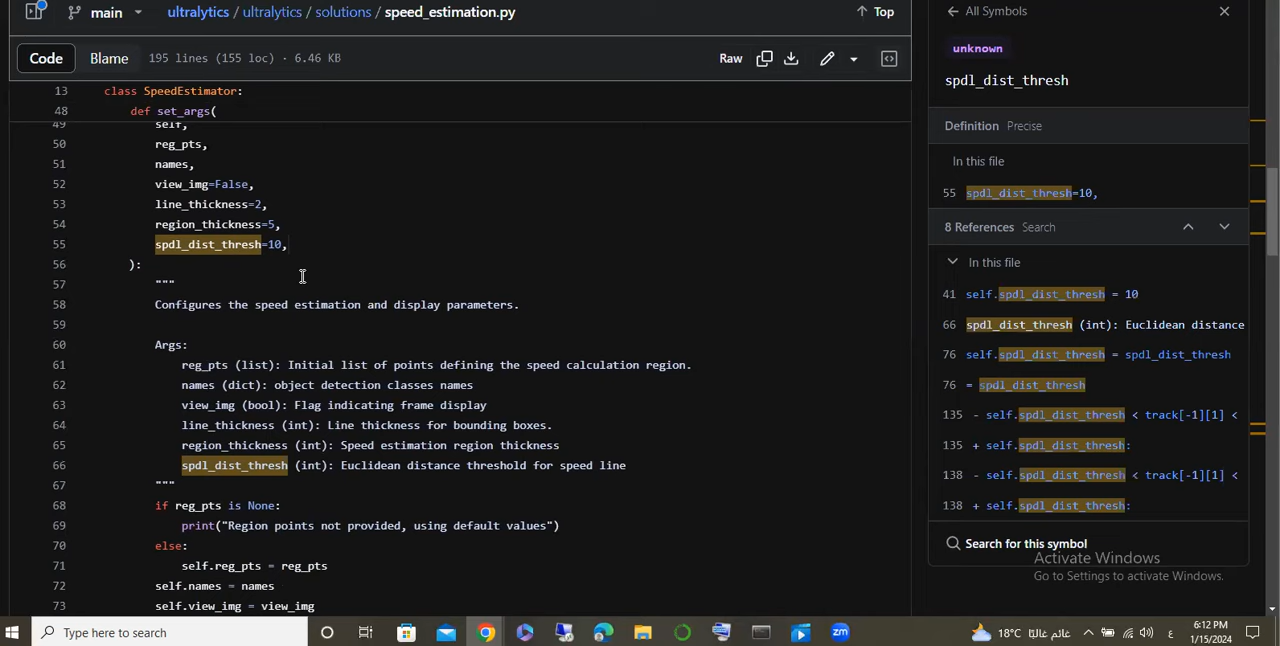 main
ultralytics / ultralytics / solutions / speed_estimation.py
Top
Code Blame 195 lines (155 loc) · 6.46 KB
Raw
13 class SpeedEstimator:
48 def set_args(
49 self,
50 reg_pts,
51 names,
52 view_img=False,
53 line_thickness=2,
54 region_thickness=5,
55 spdl_dist_thresh=10,
56 ):
57 """
58 Configures the speed estimation and display parameters.
59
60 Args:
61 reg_pts (list): Initial list of points defining the speed calculation region.
62 names (dict): object detection classes names
63 view_img (bool): Flag indicating frame display
64 line_thickness (int): Line thickness for bounding boxes.
65 region_thickness (int): Speed estimation region thickness
66 spdl_dist_thresh (int): Euclidean distance threshold for speed line
67 """
68 if reg_pts is None:
69 print("Region points not provided, using default values")
70 else:
71 self.reg_pts = reg_pts
72 self.names = names
73 self.view_img = view_img
All Symbols
unknown
spdl_dist_thresh
Definition Precise
In this file
55 spdl_dist_thresh=10,
8 References Search
In this file
41 self.spdl_dist_thresh = 10
66 spdl_dist_thresh (int): Euclidean distance
76 self.spdl_dist_thresh = spdl_dist_thresh
76 = spdl_dist_thresh
135 - self.spdl_dist_thresh < track[-1][1] <
135 + self.spdl_dist_thresh:
138 - self.spdl_dist_thresh < track[-1][1] <
138 + self.spdl_dist_thresh:
Search for this symbol
Activate Windows
Go to Settings to activate Windows.
Type here to search
zm
18°C غائم غالبًا
ع
6:12 PM
1/15/2024